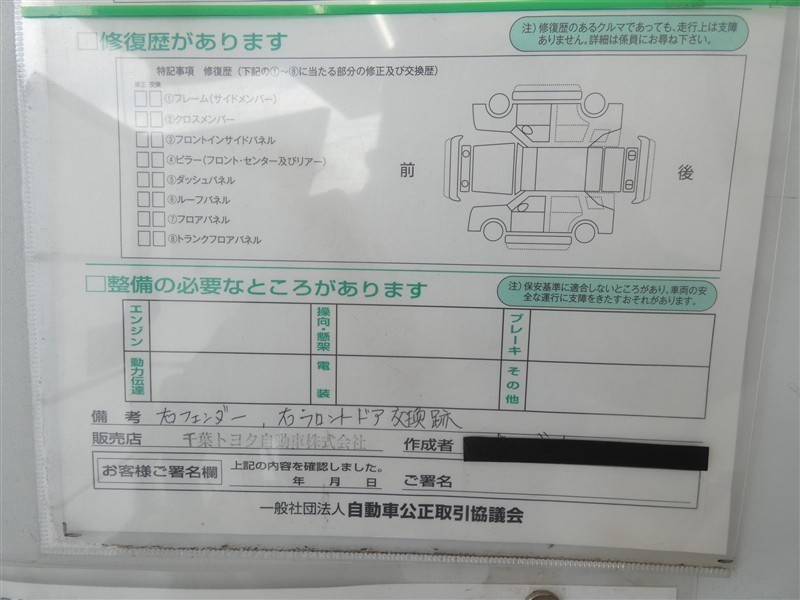 □修復歴があります
注）修復歴のあるクルマであっても、走行上は支障
ありません。詳細は係員にお尋ね下さい。
特記事項 修復歴（下記の①～⑧に当たる部分の修正及び交換歴）
修正 交換
①フレーム（サイドメンバー）
②クロスメンバー
③フロントインサイドパネル
④ピラー（フロント・センター及びリアー）
⑤ダッシュパネル
⑥ルーフパネル
⑦フロアパネル
⑧トランクフロアパネル
前
後
□整備の必要なところがあります
注）保安基準に適合しないところがあり、車両の安
全な運行に支障をきたすおそれがあります。
エンジン
操向・懸架
ブレーキ
動力伝達
電装
その他
備考 右フェンダー、右フロントドア交換跡
販売店 千葉トヨタ自動車株式会社 作成者
お客様ご署名欄
上記の内容を確認しました。
年 月 日 ご署名
一般社団法人 自動車公正取引協議会